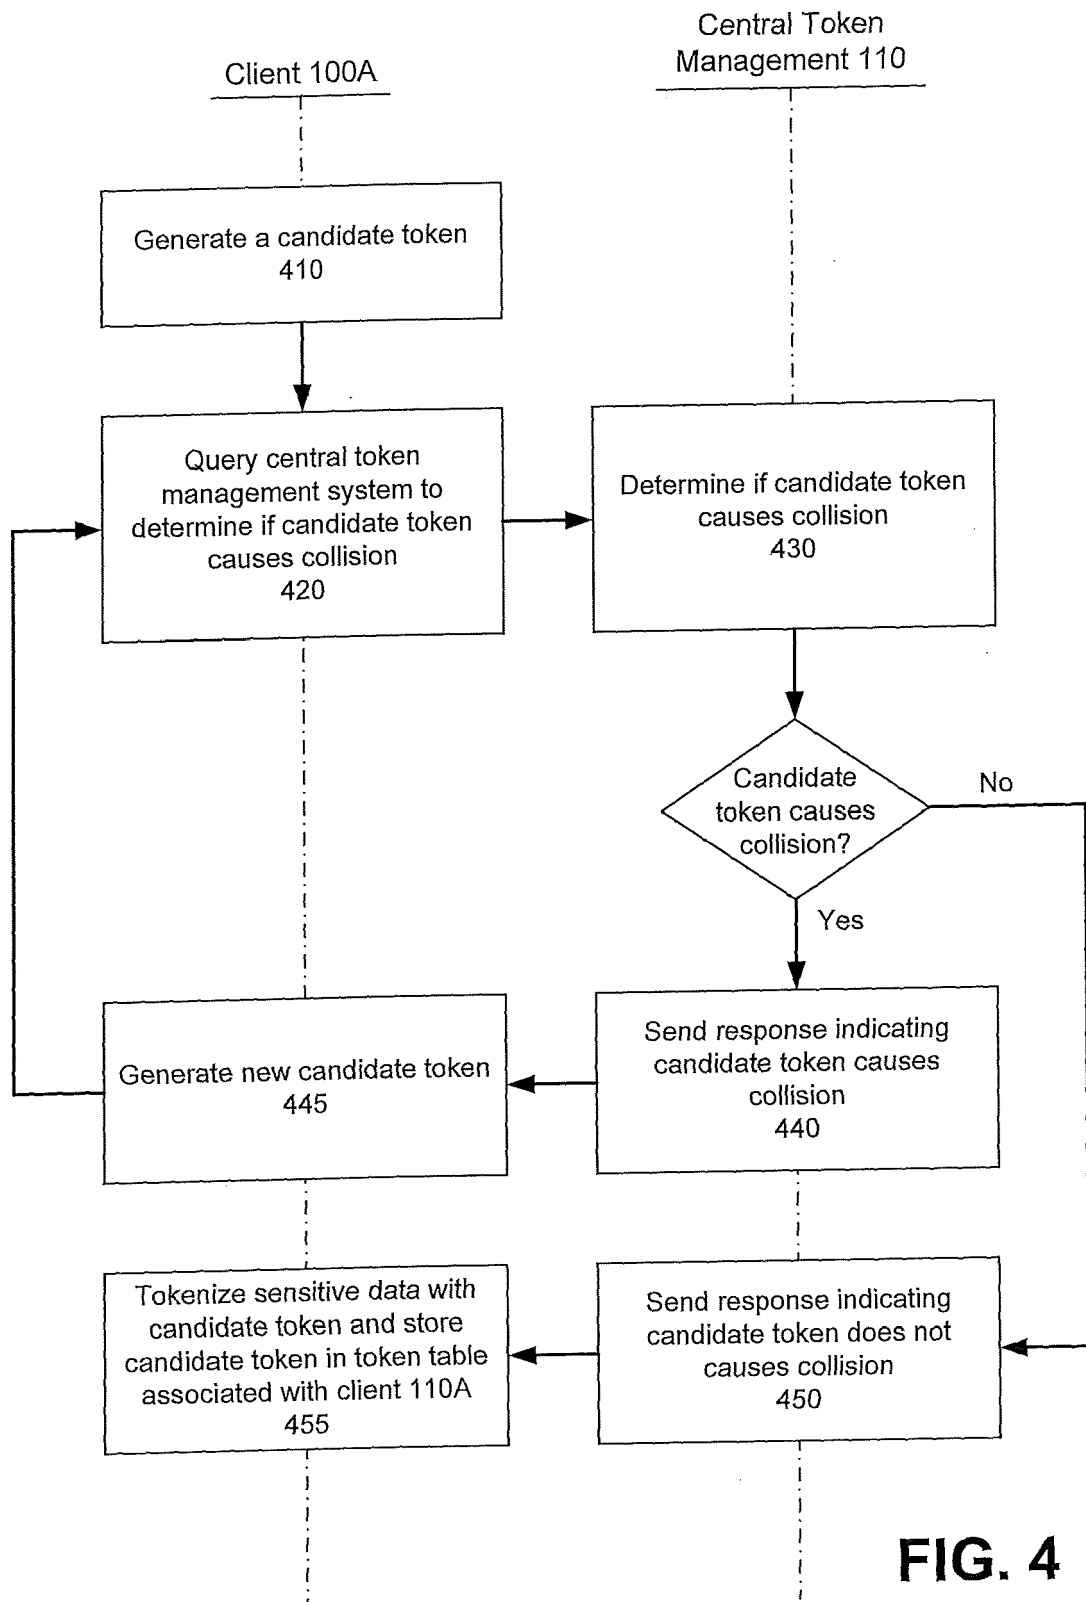 Client 100A
Central Token
Management 110
Generate a candidate token
410
Query central token
management system to
determine if candidate token
causes collision
420
Determine if candidate token
causes collision
430
Candidate
token causes
collision?
No
Yes
Send response indicating
candidate token causes
collision
440
Generate new candidate token
445
Send response indicating
candidate token does not
causes collision
450
Tokenize sensitive data with
candidate token and store
candidate token in token table
associated with client 110A
455
FIG. 4